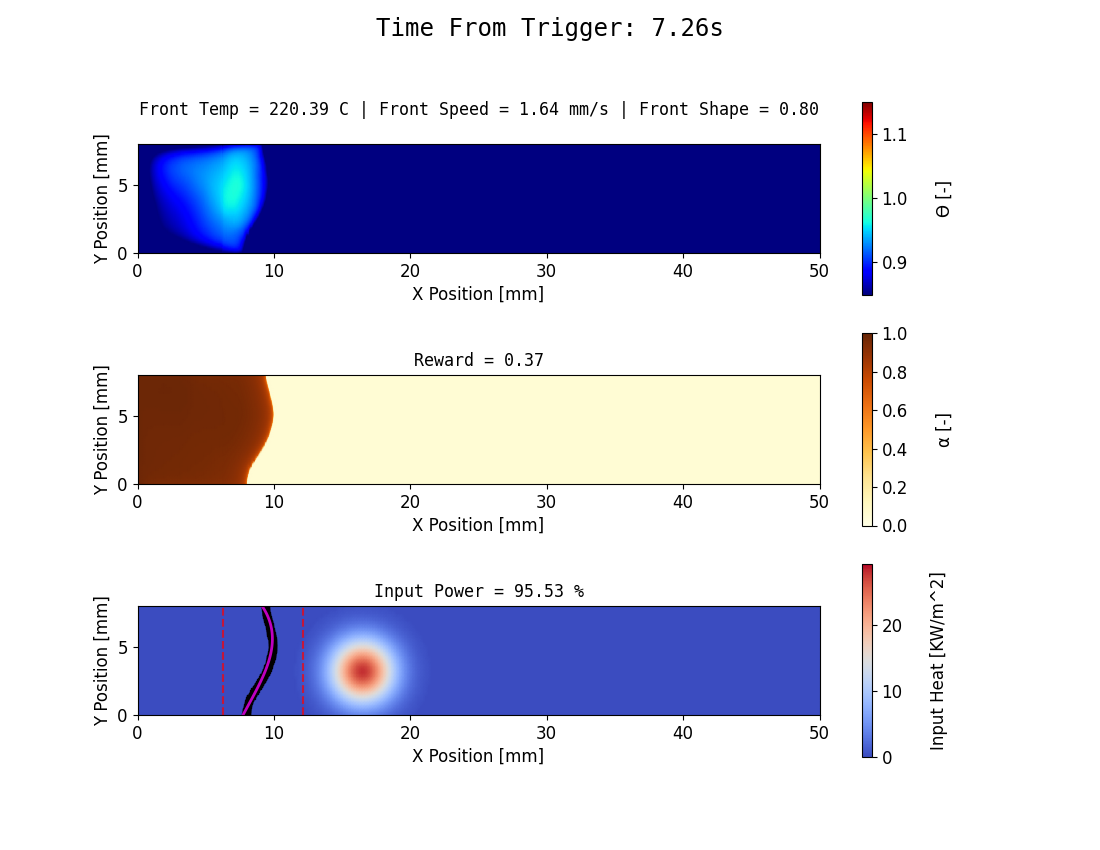 Time From Trigger: 7.26s
Front Temp = 220.39 C | Front Speed = 1.64 mm/s | Front Shape = 0.80
Y Position [mm]
5
0
0 10 20 30 40 50
X Position [mm]
1.1
1.0
0.9
Θ [-]
Reward = 0.37
Y Position [mm]
5
0
0 10 20 30 40 50
X Position [mm]
1.0
0.8
0.6
0.4
0.2
0.0
α [-]
Input Power = 95.53 %
Y Position [mm]
5
0
0 10 20 30 40 50
X Position [mm]
20
10
0
Input Heat [KW/m^2]